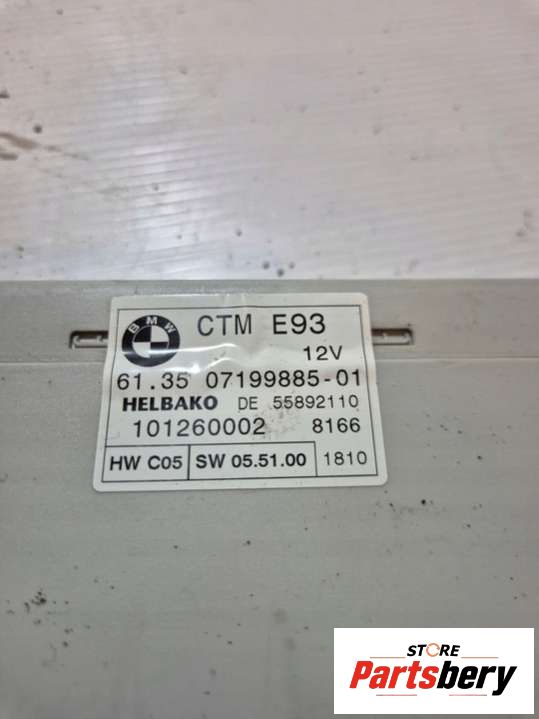 BMW
CTM E93
12V
61.35 07199885-01
HELBAKO DE 55892110
101260002 8166
HW C05 SW 05.51.00 1810
STORE
Partsbery